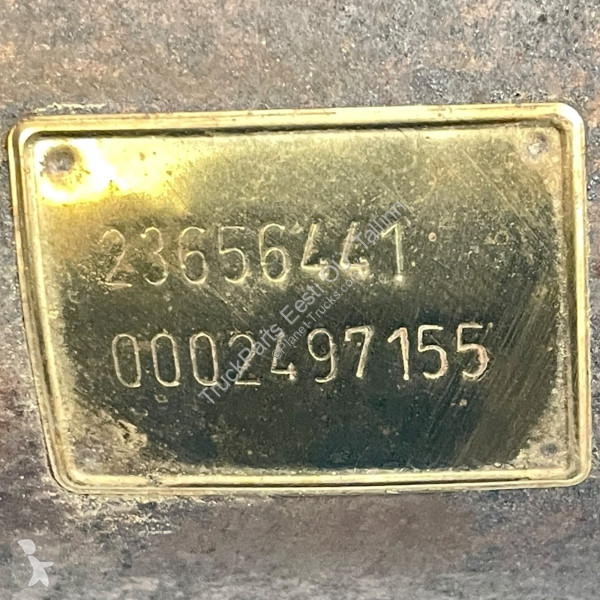 23656441
0002497155
TruckParts Eesti OÜ, Tallinn
PlanetTrucks.com